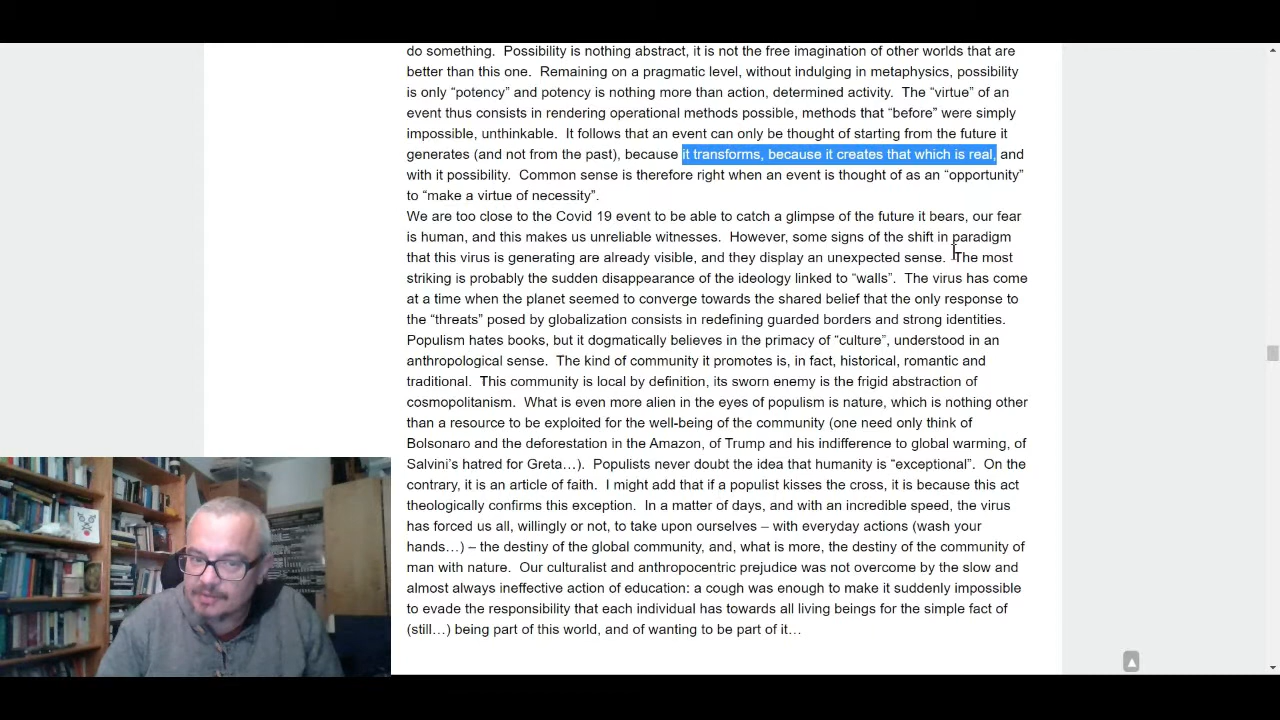 do something.  Possibility is nothing abstract, it is not the free imagination of other worlds that are
better than this one.  Remaining on a pragmatic level, without indulging in metaphysics, possibility
is only “potency” and potency is nothing more than action, determined activity.  The “virtue” of an
event thus consists in rendering operational methods possible, methods that “before” were simply
impossible, unthinkable.  It follows that an event can only be thought of starting from the future it
generates (and not from the past), because it transforms, because it creates that which is real, and
with it possibility.  Common sense is therefore right when an event is thought of as an “opportunity”
to “make a virtue of necessity”.
We are too close to the Covid 19 event to be able to catch a glimpse of the future it bears, our fear
is human, and this makes us unreliable witnesses.  However, some signs of the shift in paradigm
that this virus is generating are already visible, and they display an unexpected sense.  The most
striking is probably the sudden disappearance of the ideology linked to “walls”.  The virus has come
at a time when the planet seemed to converge towards the shared belief that the only response to
the “threats” posed by globalization consists in redefining guarded borders and strong identities.
Populism hates books, but it dogmatically believes in the primacy of “culture”, understood in an
anthropological sense.  The kind of community it promotes is, in fact, historical, romantic and
traditional.  This community is local by definition, its sworn enemy is the frigid abstraction of
cosmopolitanism.  What is even more alien in the eyes of populism is nature, which is nothing other
than a resource to be exploited for the well-being of the community (one need only think of
Bolsonaro and the deforestation in the Amazon, of Trump and his indifference to global warming, of
Salvini’s hatred for Greta…).  Populists never doubt the idea that humanity is “exceptional”.  On the
contrary, it is an article of faith.  I might add that if a populist kisses the cross, it is because this act
theologically confirms this exception.  In a matter of days, and with an incredible speed, the virus
has forced us all, willingly or not, to take upon ourselves – with everyday actions (wash your
hands…) – the destiny of the global community, and, what is more, the destiny of the community of
man with nature.  Our culturalist and anthropocentric prejudice was not overcome by the slow and
almost always ineffective action of education: a cough was enough to make it suddenly impossible
to evade the responsibility that each individual has towards all living beings for the simple fact of
(still…) being part of this world, and of wanting to be part of it…